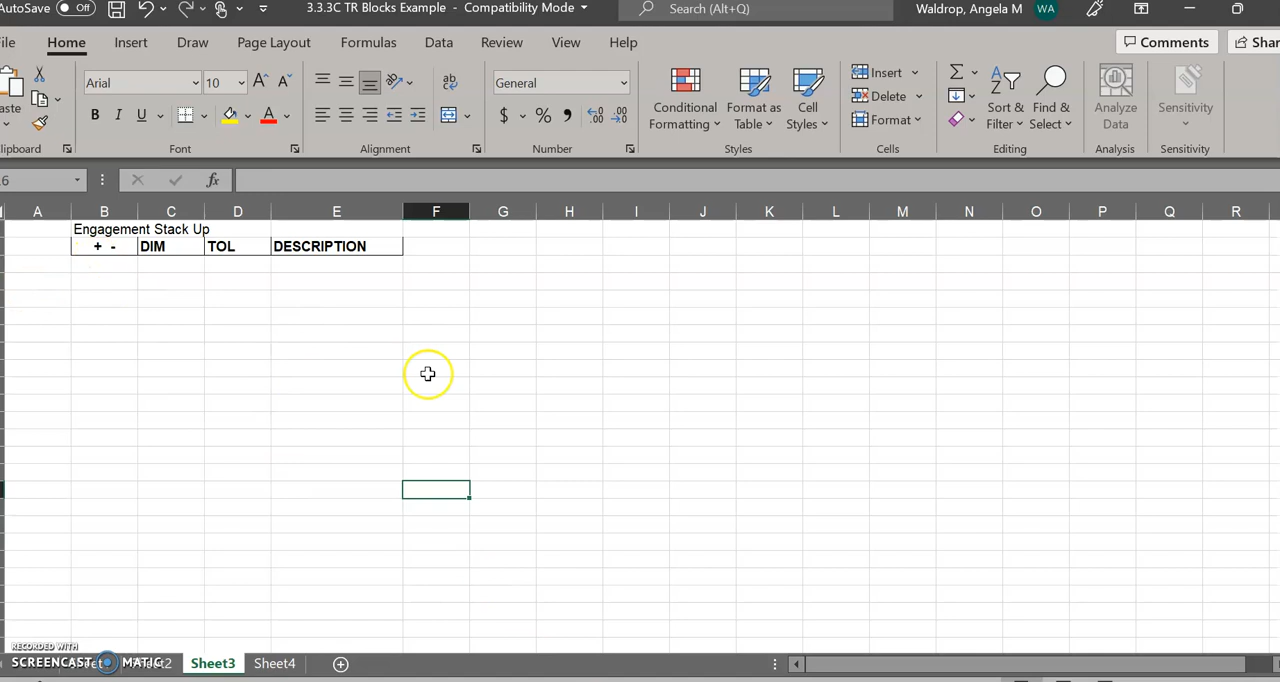 AutoSave Off 3.3.3C TR Blocks Example - Compatibility Mode Search (Alt+Q) Waldrop, Angela M WA
File Home Insert Draw Page Layout Formulas Data Review View Help Comments Shar
Arial 10 General Insert
Paste B I U A $ % Conditional Formatting Format as Table Cell Styles Delete Sort & Filter Find & Select Analyze Data Sensitivity
Format
lipboard Font Alignment Number Styles Cells Editing Analysis Sensitivity
fx
A B C D E F G H I J K L M N O P Q R
Engagement Stack Up
+ - DIM TOL DESCRIPTION
RECORDED WITH
SCREENCAST MATIC Sheet3 Sheet4